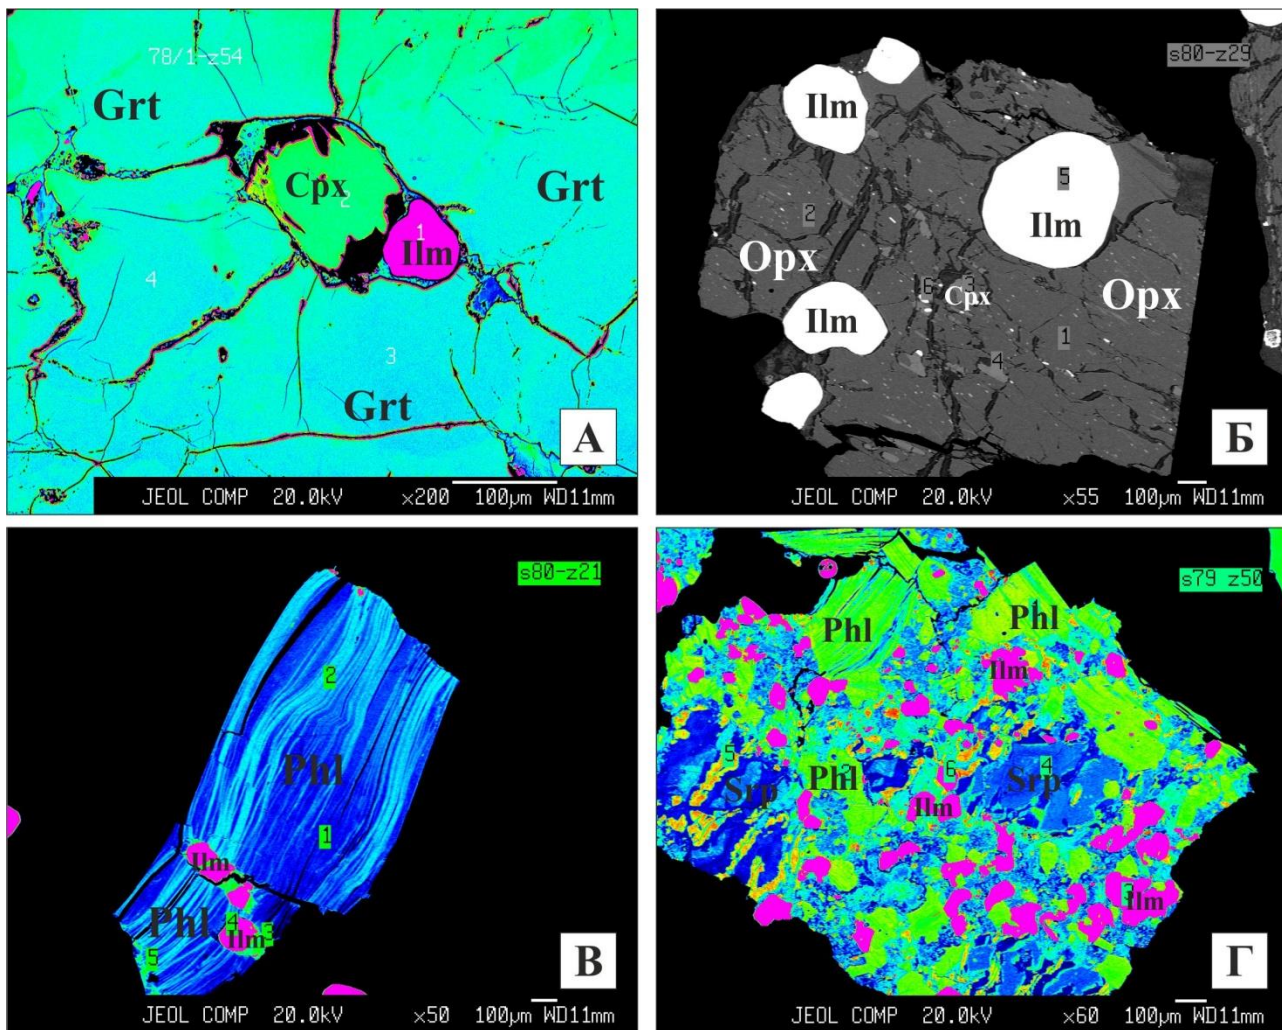 78/1-z54
Grt
Grt
Cpx
2
1
Ilm
4
3
Grt
А
JEOL COMP 20.0kV ×200 100µm WD11mm
s80-z29
Ilm
5
Ilm
2
Opx
Opx
6 3
Cpx
Ilm
1
4
Б
JEOL COMP 20.0kV ×55 100µm WD11mm
s80-z21
2
Phl
1
Ilm
Phl
4
Ilm
3
5
В
JEOL COMP 20.0kV ×50 100µm WD11mm
s79 z50
Phl
Phl
Ilm
5
Srp
Phl
6
Ilm
4
Srp
3
Ilm
Г
JEOL COMP 20.0kV ×60 100µm WD11mm